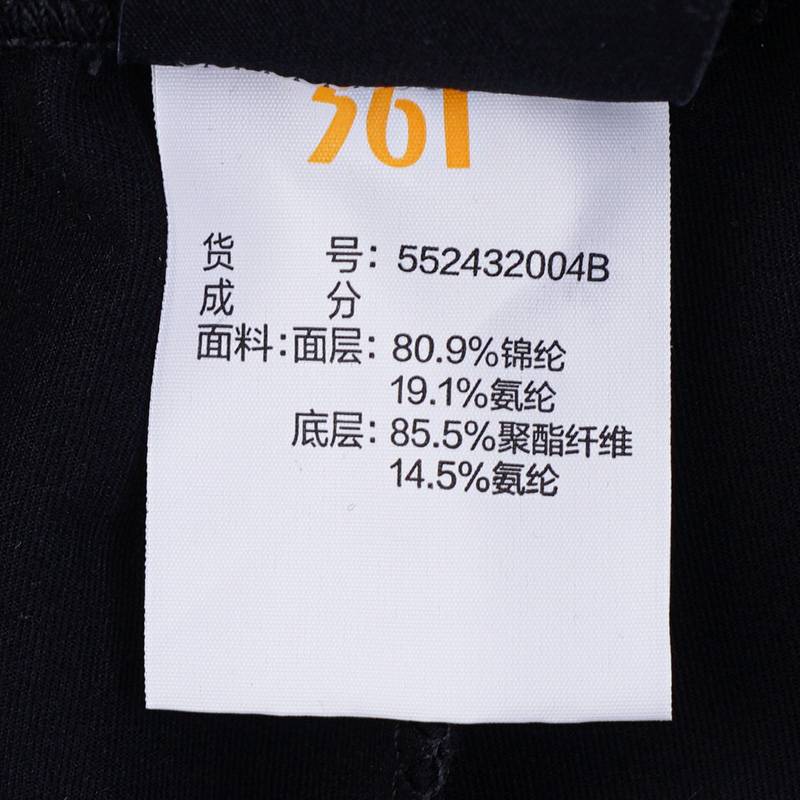 361
货 号：552432004B
成 分
面料：面层：80.9%锦纶
19.1%氨纶
底层：85.5%聚酯纤维
14.5%氨纶